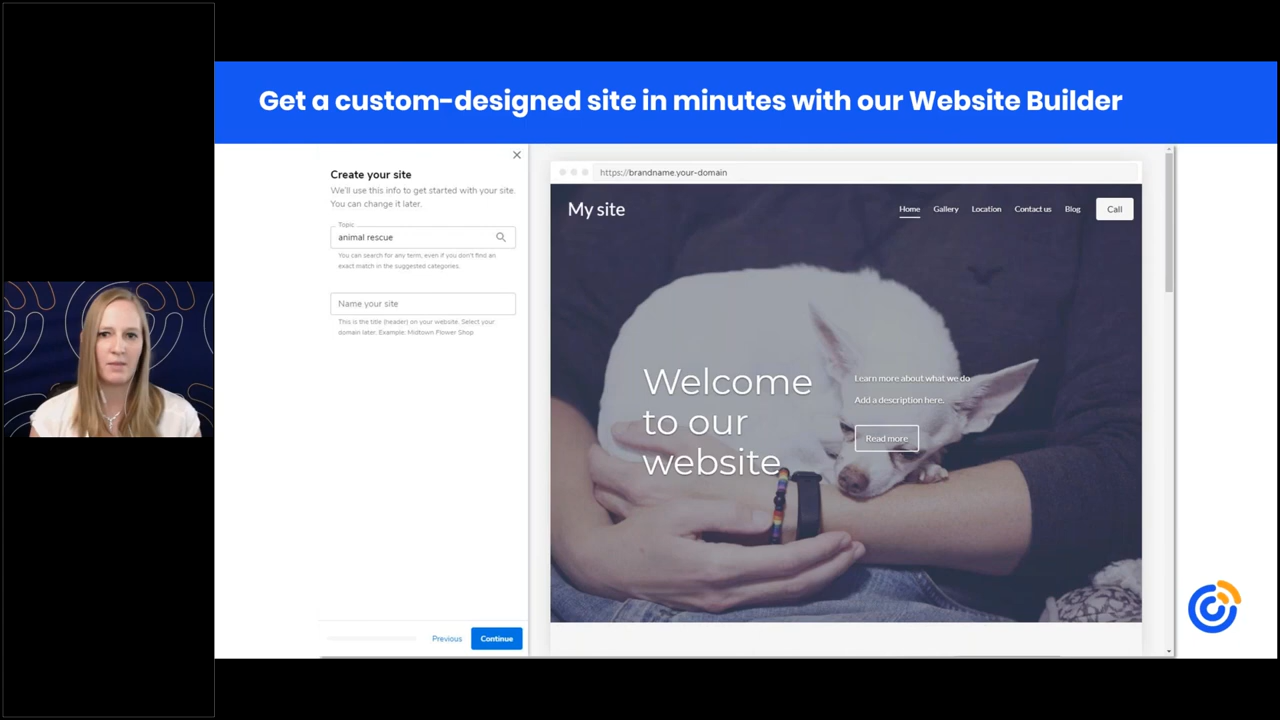 Get a custom-designed site in minutes with our Website Builder
Create your site
We'll use this info to get started with your site.
You can change it later.
Topic
animal rescue
You can search for any term, even if you don't find an
exact match in the suggested categories.
Name your site
This is the title (header) on your website. Select your
domain later. Example: Midtown Flower Shop
Previous
Continue
https://brandname.your-domain
My site
Home
Gallery
Location
Contact us
Blog
Call
Welcome
to our
website
Learn more about what we do
Add a description here.
Read more